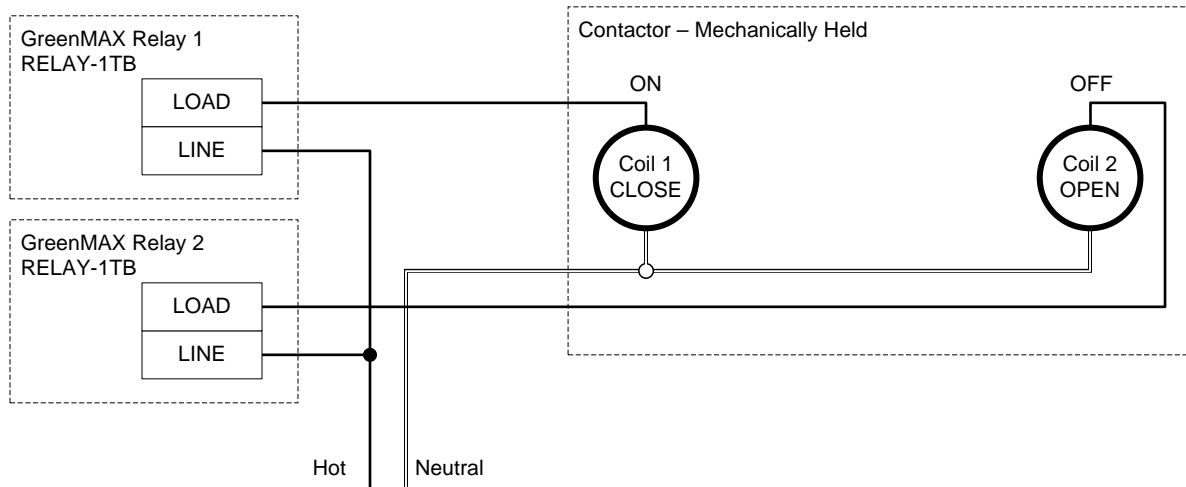 GreenMAX Relay 1
RELAY-1TB
LOAD
LINE
GreenMAX Relay 2
RELAY-1TB
LOAD
LINE
Hot
Neutral
Contactor – Mechanically Held
ON
OFF
Coil 1
CLOSE
Coil 2
OPEN